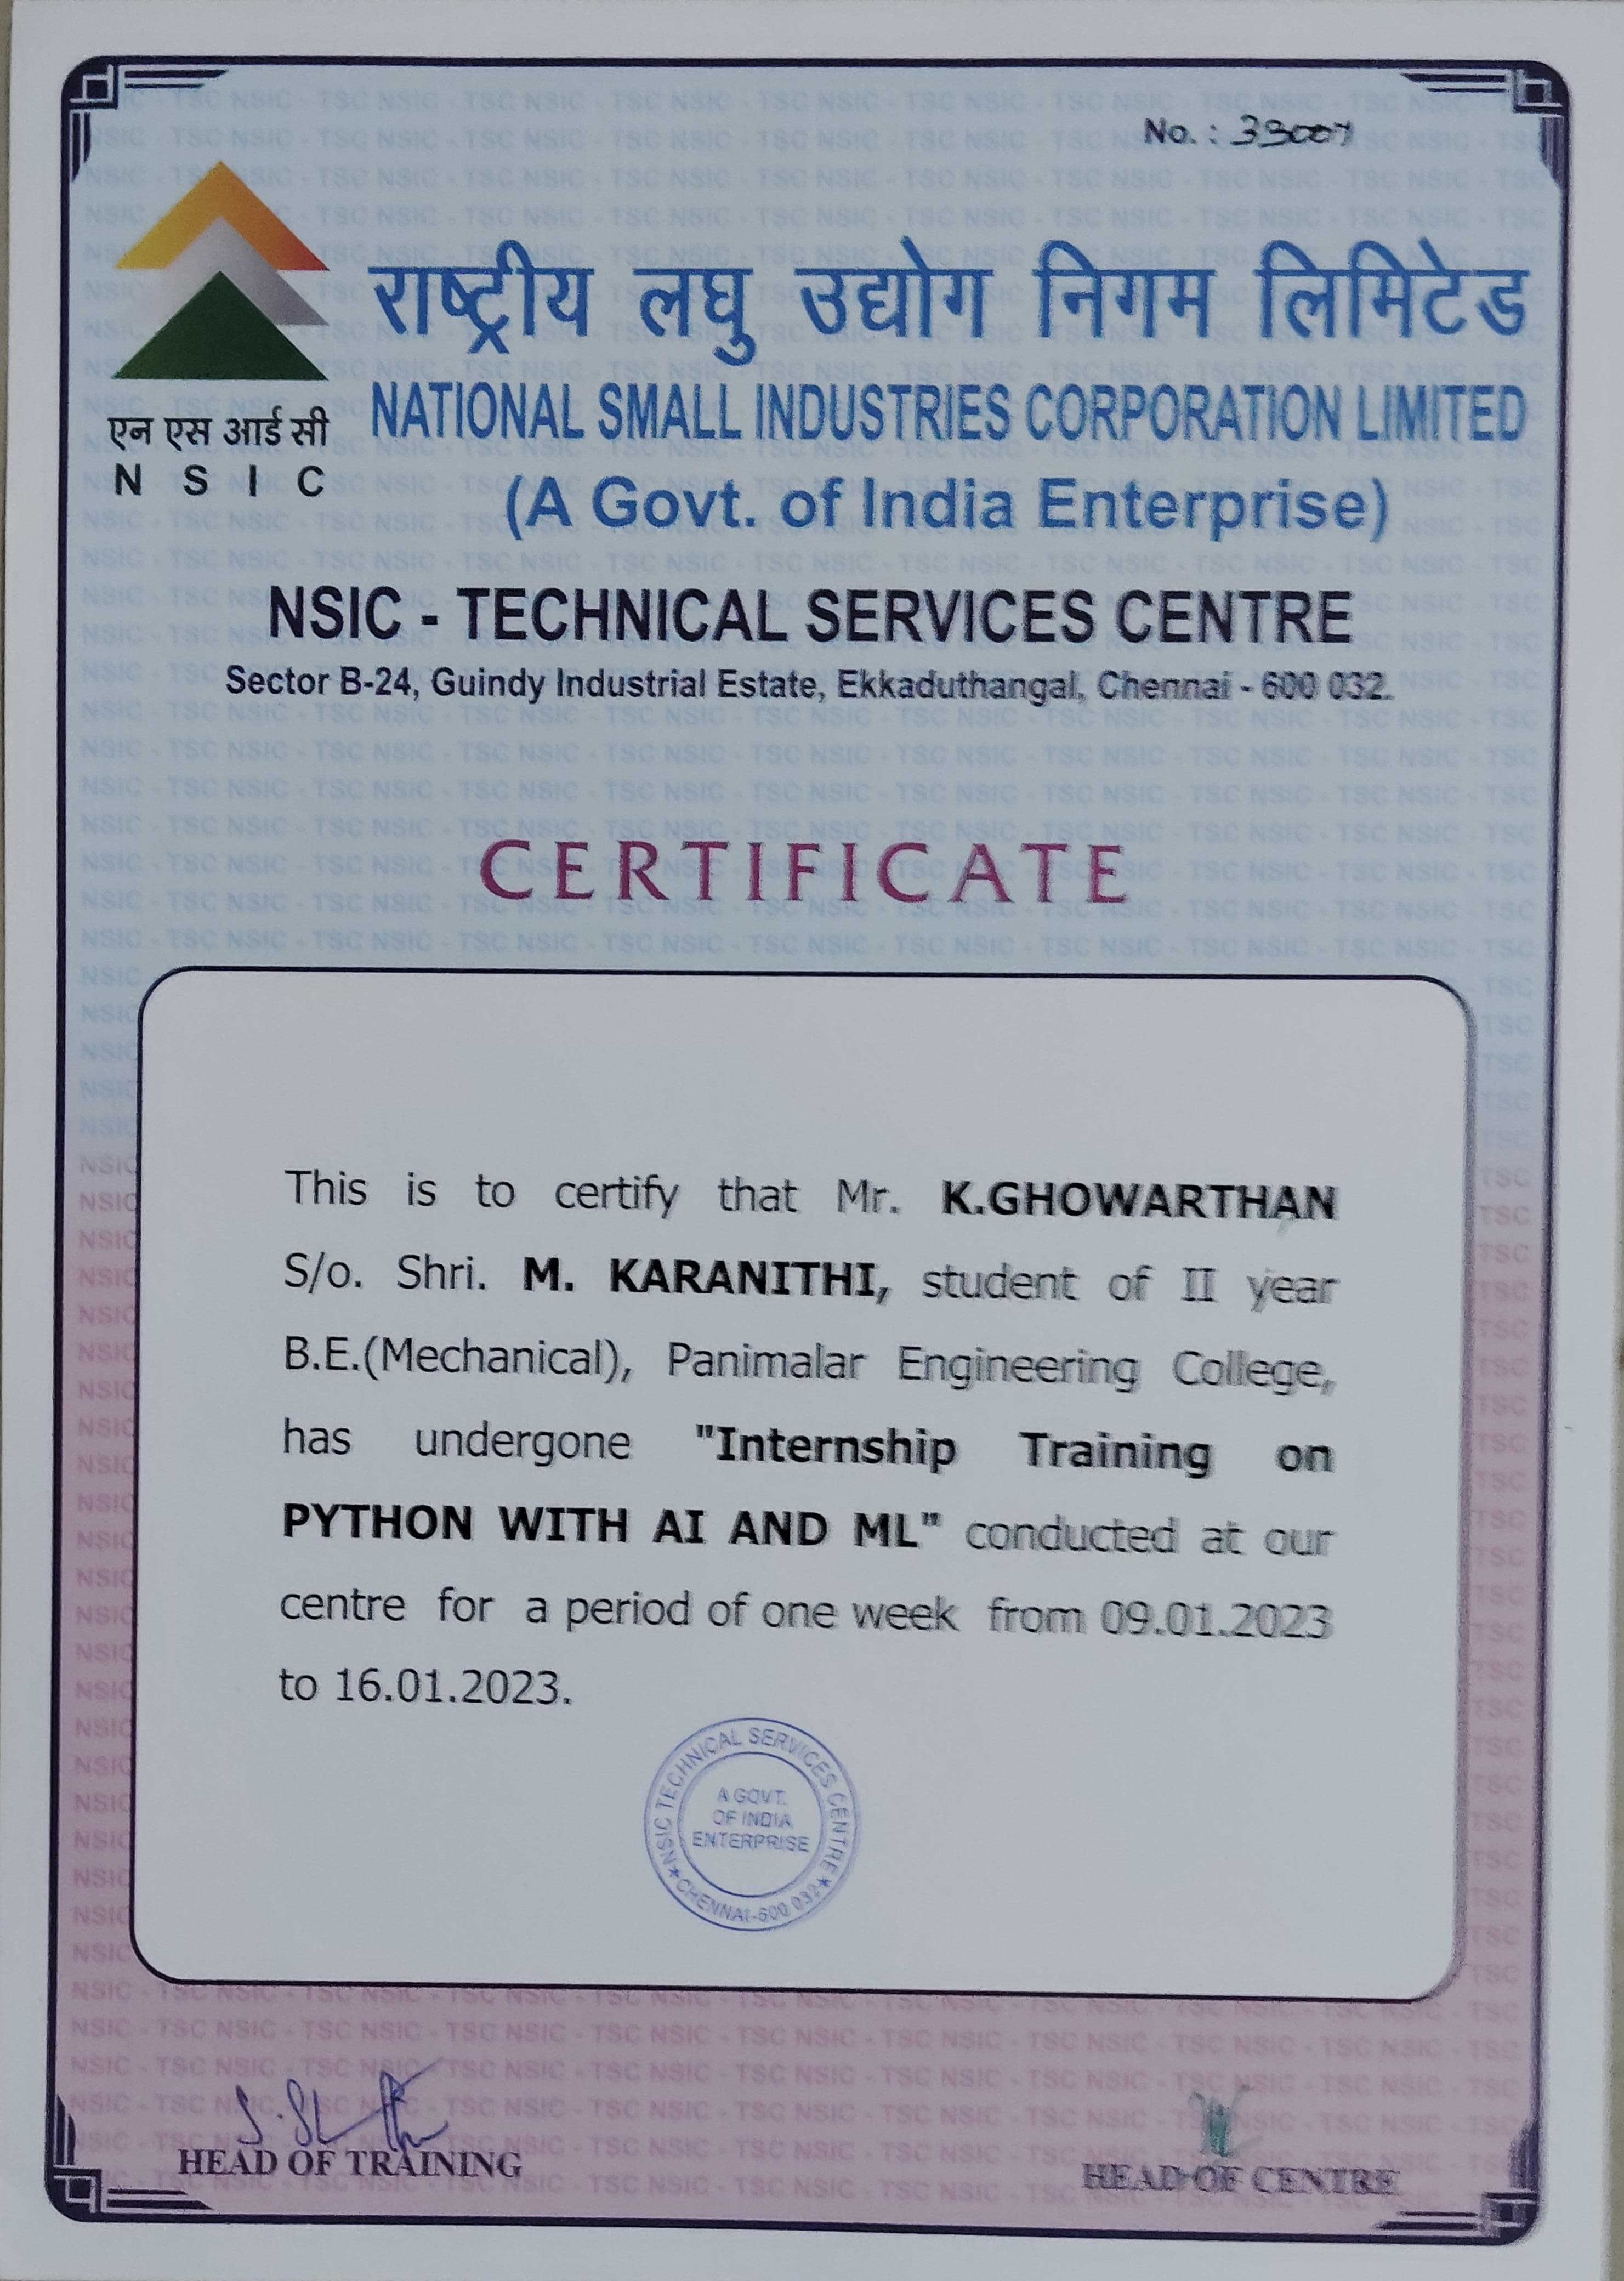 No. :
राष्ट्रीय लघु उद्योग निगम लिमिटेड
NATIONAL SMALL INDUSTRIES CORPORATION LIMITED
एन एस आई सी
N S I C
(A Govt. of India Enterprise)
NSIC - TECHNICAL SERVICES CENTRE
Sector B-24, Guindy Industrial Estate, Ekkaduthangal, Chennai - 600 032.
CERTIFICATE
This is to certify that Mr. K.GHOWARTHAN
S/o. Shri. M. KARANITHI, student of II year
B.E.(Mechanical), Panimalar Engineering College,
has undergone "Internship Training on
PYTHON WITH AI AND ML" conducted at our
centre for a period of one week from 09.01.2023
to 16.01.2023.
NSIC TECHNICAL SERVICES CENTRE
A GOVT.
OF INDIA
ENTERPRISE
★ CHENNAI-600 032 ★
HEAD OF TRAINING
HEAD OF CENTRE